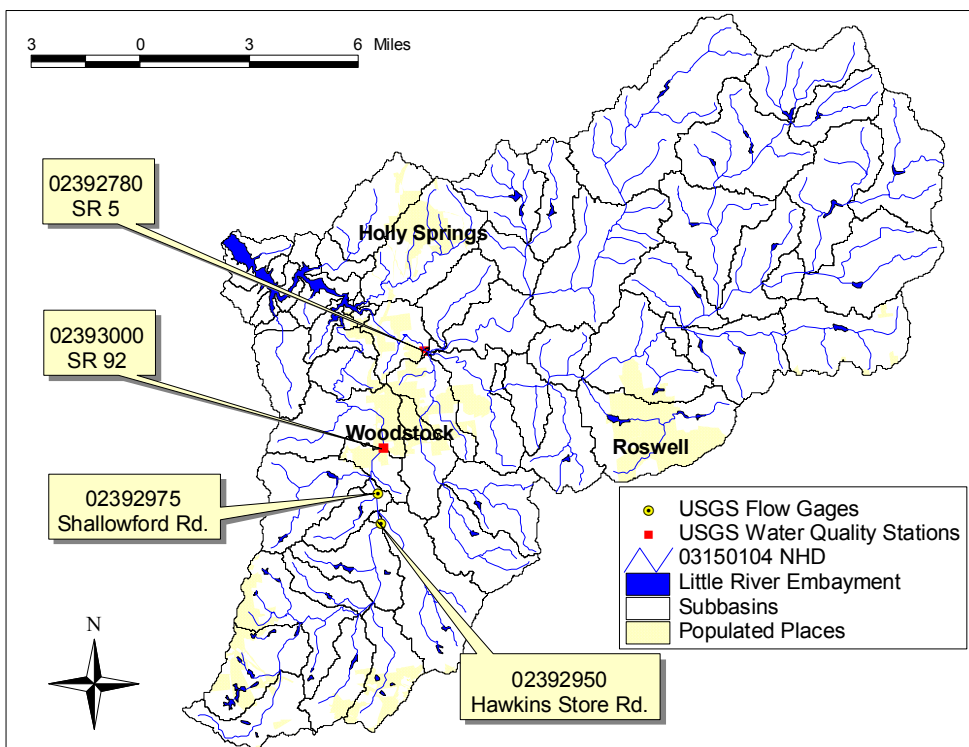 3 0 3 6 Miles
02392780
SR 5
Holly Springs
02393000
SR 92
Woodstock
Roswell
02392975
Shallowford Rd.
USGS Flow Gages
USGS Water Quality Stations
03150104 NHD
Little River Embayment
Subbasins
Populated Places
N
02392950
Hawkins Store Rd.